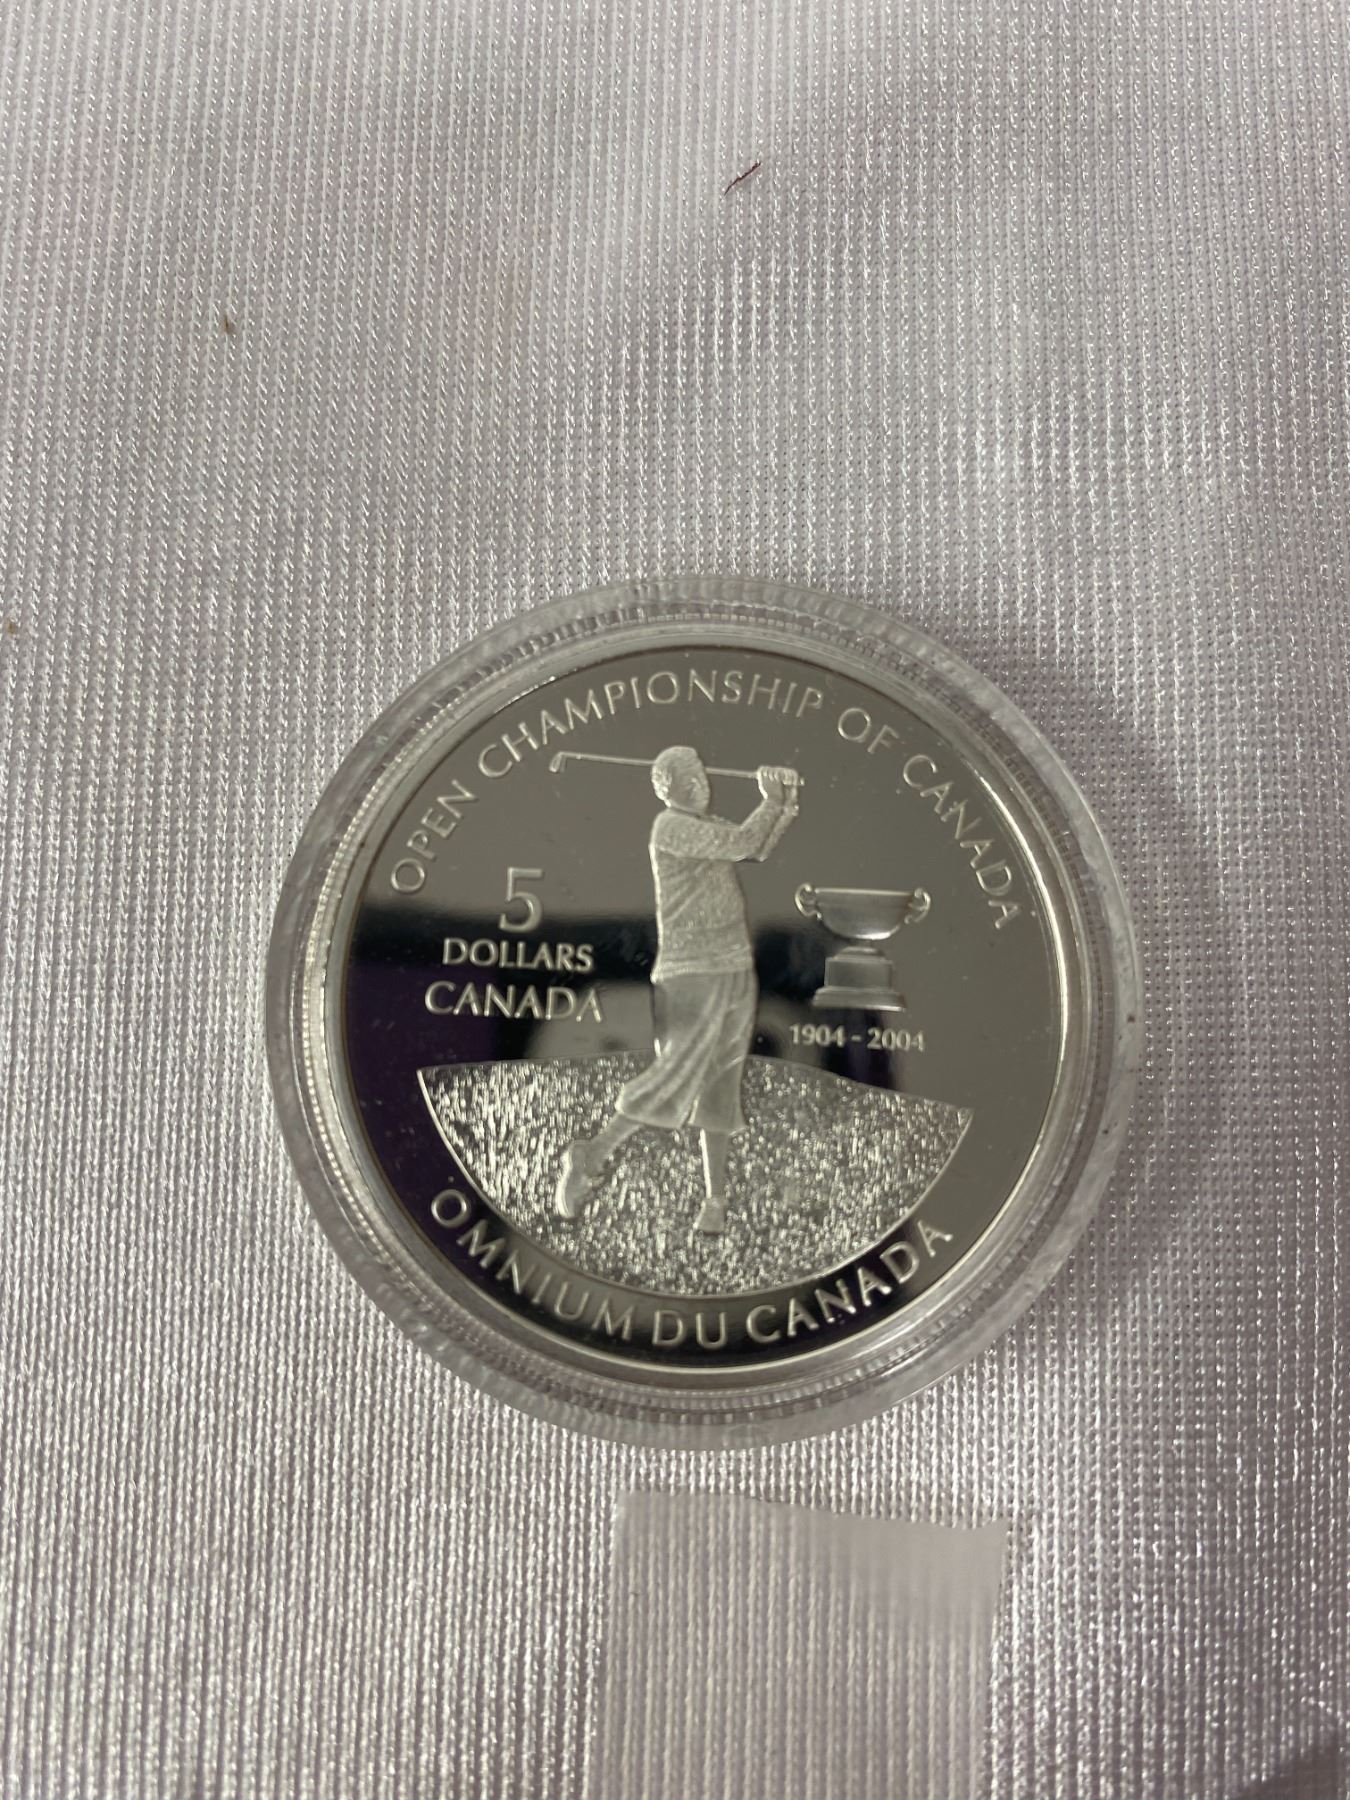 OPEN CHAMPIONSHIP OF CANADA
5
DOLLARS
CANADA
1904 - 2004
OMNIUM DU CANADA